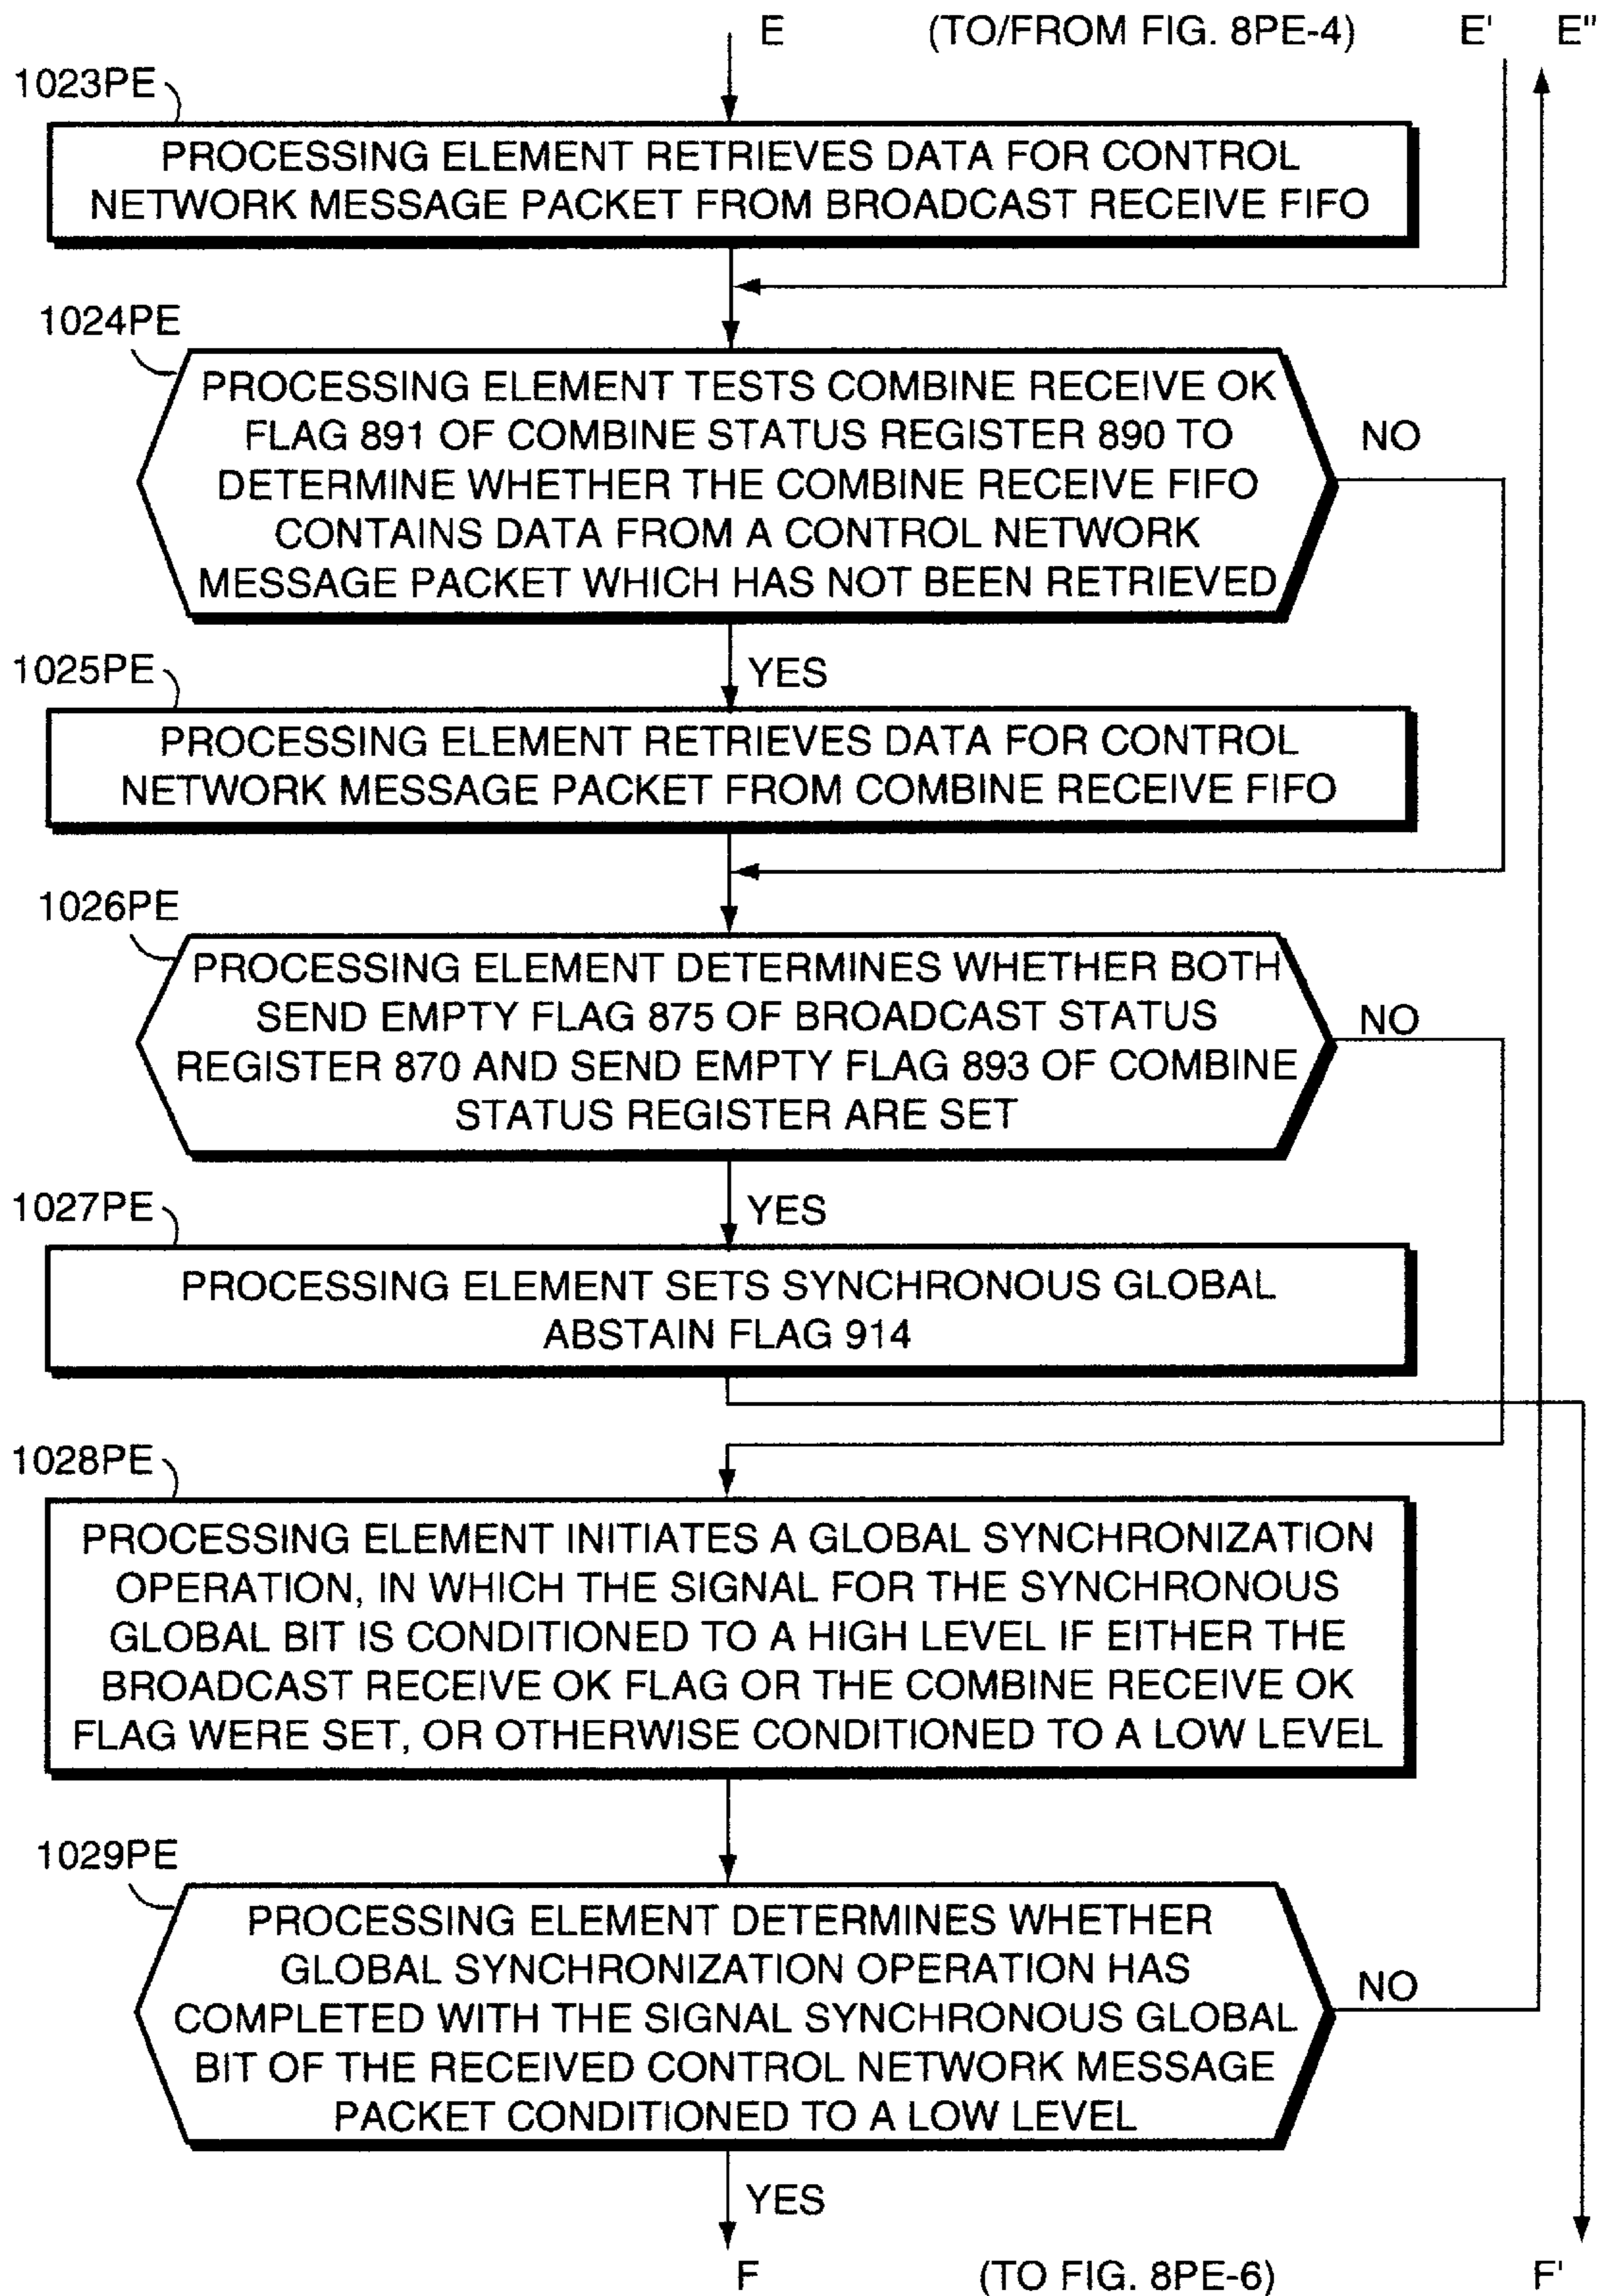 E (TO/FROM FIG. 8PE-4) E' E"
1023PE
PROCESSING ELEMENT RETRIEVES DATA FOR CONTROL
NETWORK MESSAGE PACKET FROM BROADCAST RECEIVE FIFO
1024PE
PROCESSING ELEMENT TESTS COMBINE RECEIVE OK
FLAG 891 OF COMBINE STATUS REGISTER 890 TO
DETERMINE WHETHER THE COMBINE RECEIVE FIFO
CONTAINS DATA FROM A CONTROL NETWORK
MESSAGE PACKET WHICH HAS NOT BEEN RETRIEVED
NO
YES
1025PE
PROCESSING ELEMENT RETRIEVES DATA FOR CONTROL
NETWORK MESSAGE PACKET FROM COMBINE RECEIVE FIFO
1026PE
PROCESSING ELEMENT DETERMINES WHETHER BOTH
SEND EMPTY FLAG 875 OF BROADCAST STATUS
REGISTER 870 AND SEND EMPTY FLAG 893 OF COMBINE
STATUS REGISTER ARE SET
NO
YES
1027PE
PROCESSING ELEMENT SETS SYNCHRONOUS GLOBAL
ABSTAIN FLAG 914
1028PE
PROCESSING ELEMENT INITIATES A GLOBAL SYNCHRONIZATION
OPERATION, IN WHICH THE SIGNAL FOR THE SYNCHRONOUS
GLOBAL BIT IS CONDITIONED TO A HIGH LEVEL IF EITHER THE
BROADCAST RECEIVE OK FLAG OR THE COMBINE RECEIVE OK
FLAG WERE SET, OR OTHERWISE CONDITIONED TO A LOW LEVEL
1029PE
PROCESSING ELEMENT DETERMINES WHETHER
GLOBAL SYNCHRONIZATION OPERATION HAS
COMPLETED WITH THE SIGNAL SYNCHRONOUS GLOBAL
BIT OF THE RECEIVED CONTROL NETWORK MESSAGE
PACKET CONDITIONED TO A LOW LEVEL
NO
YES
F (TO FIG. 8PE-6) F'